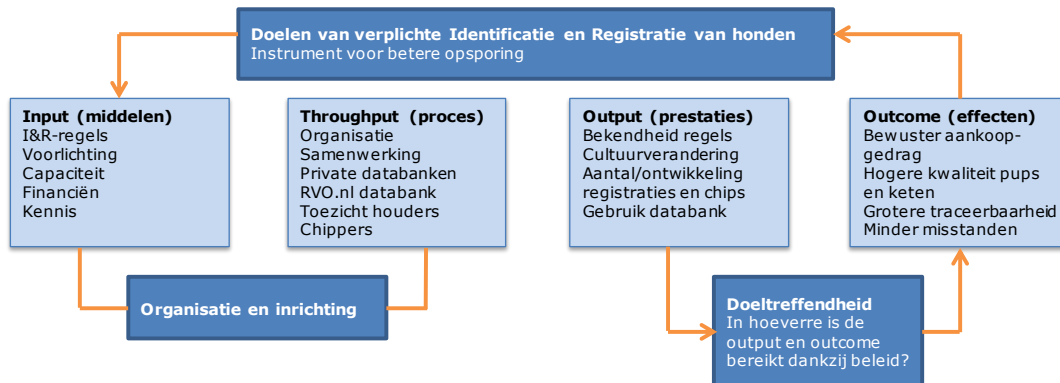 Doelen van verplichte Identificatie en Registratie van honden
Instrument voor betere opsporing
Input (middelen)
I&R-regels
Voorlichting
Capaciteit
Financiën
Kennis
Throughput (proces)
Organisatie
Samenwerking
Private databanken
RVO.nl databank
Toezicht houders
Chippers
Output (prestaties)
Bekendheid regels
Cultuurverandering
Aantal/ontwikkeling
registraties en chips
Gebruik databank
Outcome (effecten)
Bewuster aankoop-
gedrag
Hogere kwaliteit pups
en keten
Grotere traceerbaarheid
Minder misstanden
Organisatie en inrichting
Doeltreffendheid
In hoeverre is de
output en outcome
bereikt dankzij beleid?